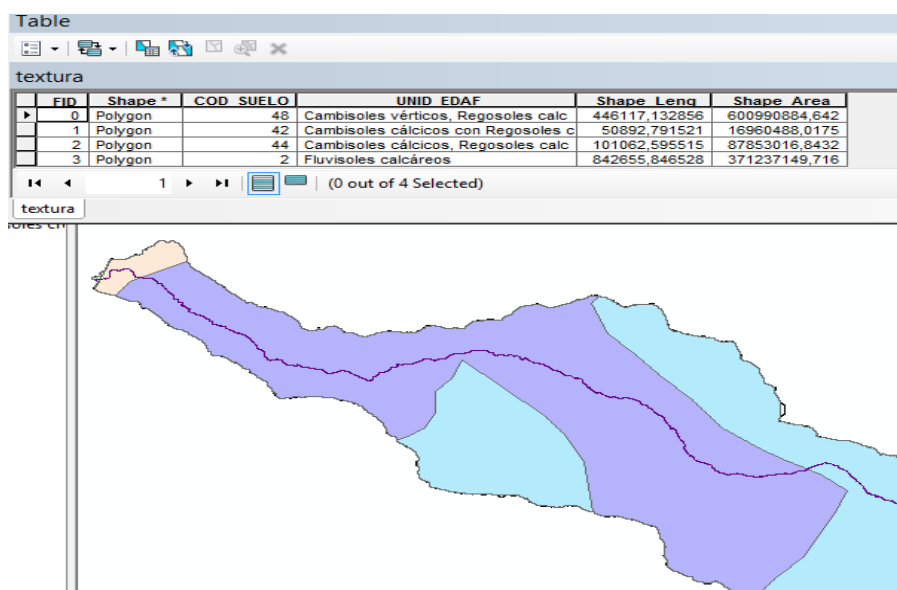 Table
textura
FID Shape * COD_SUELO UNID_EDAF Shape_Leng Shape_Area
0 Polygon 48 Cambisoles vérticos, Regosoles calc 446117,132856 600990884,642
1 Polygon 42 Cambisoles cálcicos con Regosoles c 50892,791521 16960488,0175
2 Polygon 44 Cambisoles cálcicos, Regosoles calc 101062,595515 87853016,8432
3 Polygon 2 Fluvisoles calcáreos 842655,846528 371237149,716
1 (0 out of 4 Selected)
textura